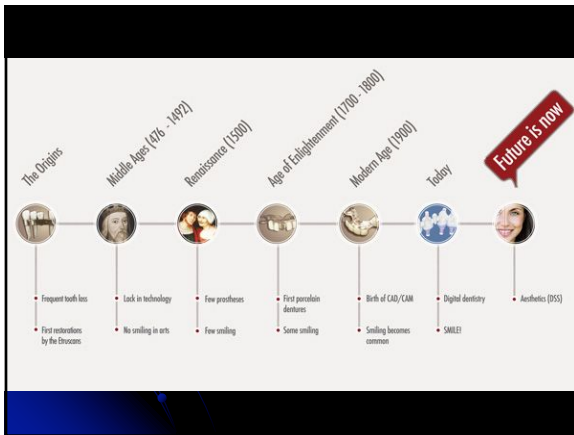 The Origins
Middle Ages (476 - 1492)
Renaissance (1500)
Age of Enlightenment (1700 - 1800)
Modern Age (1900)
Today
Future is now
Frequent tooth loss
First restorations
by the Etruscans
Lack in technology
No smiling in arts
Few prostheses
Few smiling
First porcelain
dentures
Some smiling
Birth of CAD/CAM
Smiling becomes
common
Digital dentistry
SMILE!
Aesthetics (DSS)